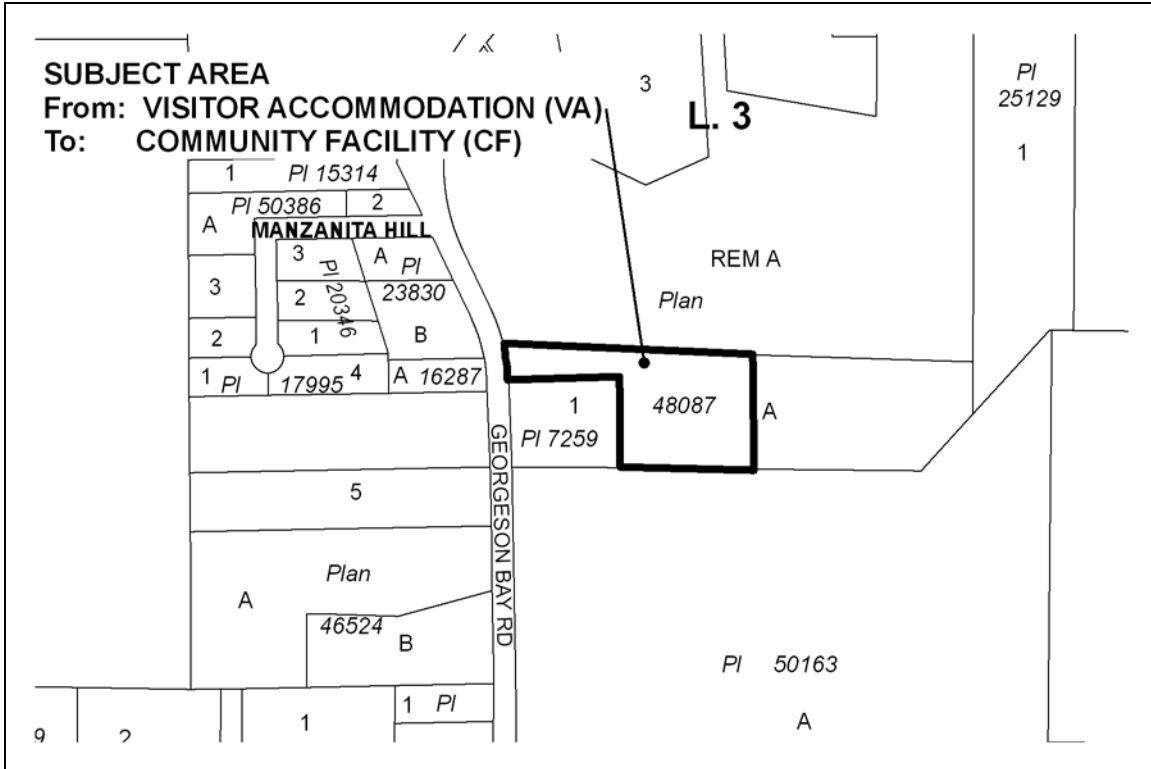 SUBJECT AREA
From: VISITOR ACCOMMODATION (VA)
To: COMMUNITY FACILITY (CF)
3
L. 3
Pl
25129
1
1 Pl 15314
Pl 50386 2
A
MANZANITA HILL
3 A Pl
REM A
3 2 Pl 20346 23830
Plan
2 1 B
1 Pl 17995 4 A 16287
1 48087 A
Pl 7259
GEORGESON BAY RD
5
Plan
A
46524
B
Pl 50163
1 Pl
A
9 2 1